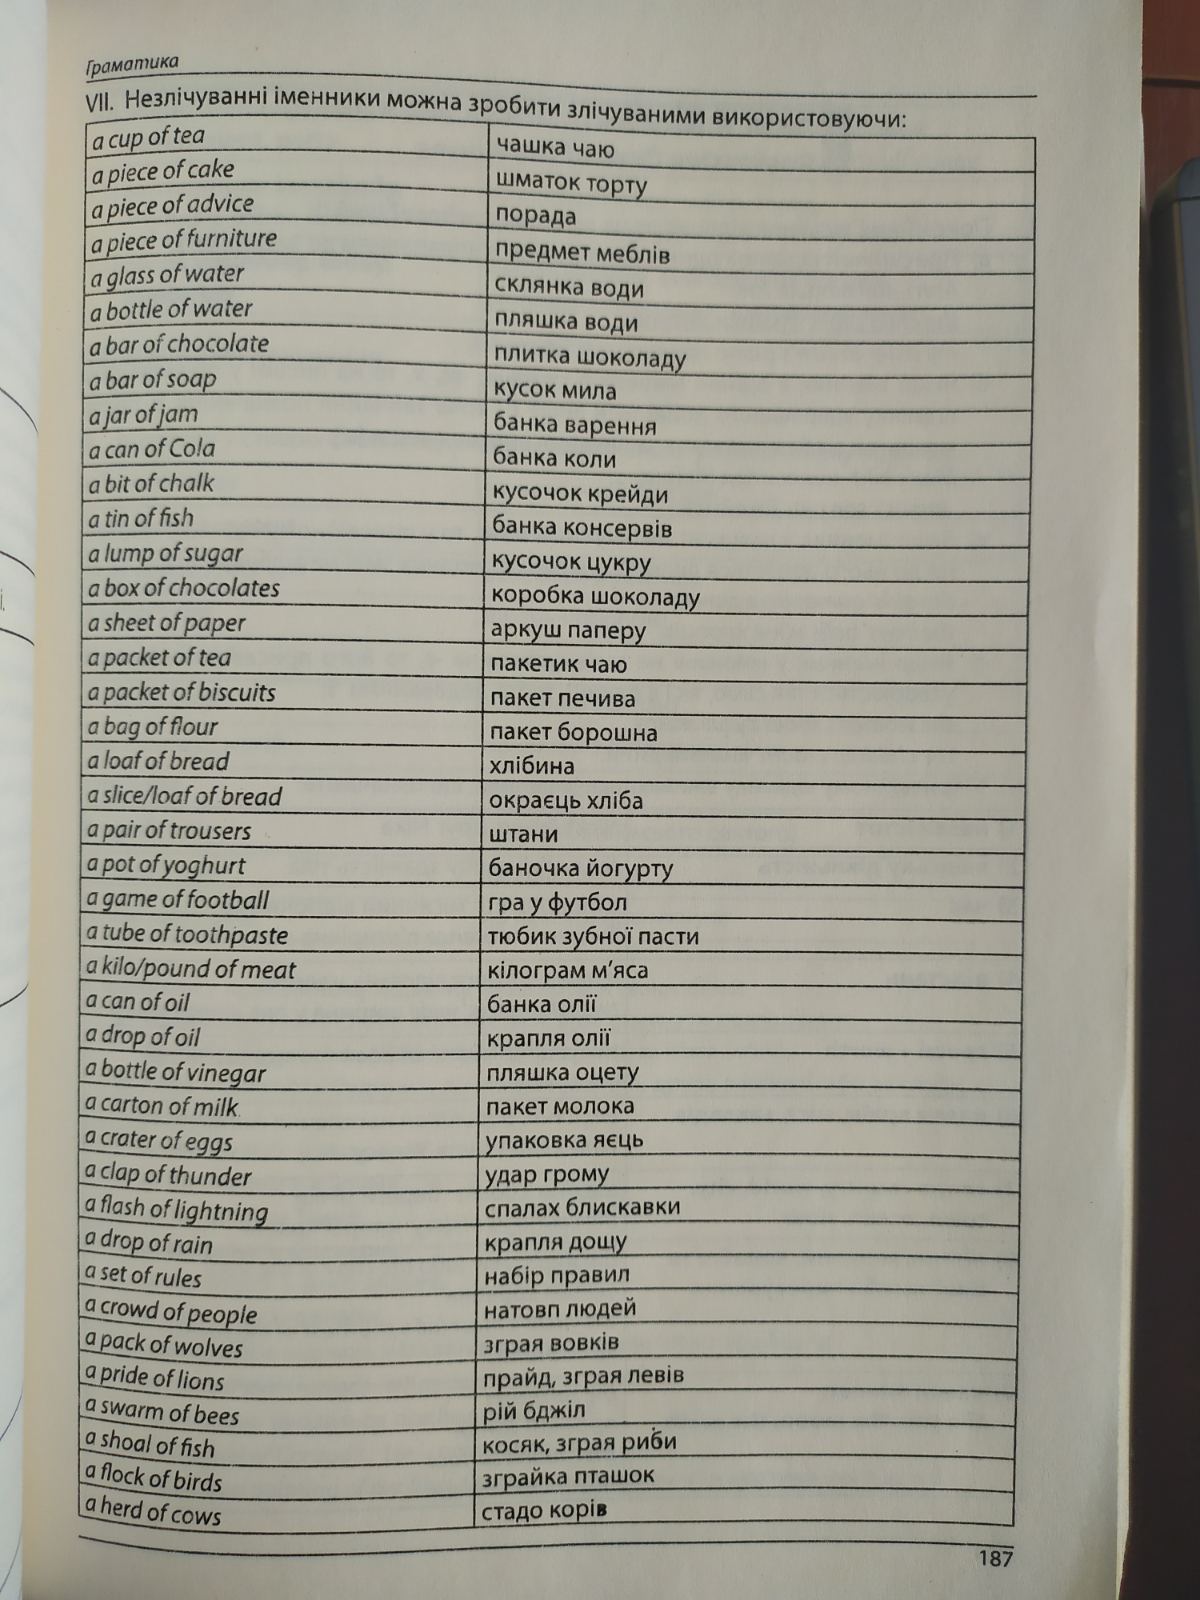 Граматика
VII. Незлічуванні іменники можна зробити злічуваними використовуючи:
a cup of tea чашка чаю
a piece of cake шматок торту
a piece of advice порада
a piece of furniture предмет меблів
a glass of water склянка води
a bottle of water пляшка води
a bar of chocolate плитка шоколаду
a bar of soap кусок мила
a jar of jam банка варення
a can of Cola банка коли
a bit of chalk кусочок крейди
a tin of fish банка консервів
a lump of sugar кусочок цукру
a box of chocolates коробка шоколаду
a sheet of paper аркуш паперу
a packet of tea пакетик чаю
a packet of biscuits пакет печива
a bag of flour пакет борошна
a loaf of bread хлібина
a slice/loaf of bread окраєць хліба
a pair of trousers штани
a pot of yoghurt баночка йогурту
a game of football гра у футбол
a tube of toothpaste тюбик зубної пасти
a kilo/pound of meat кілограм м'яса
a can of oil банка олії
a drop of oil крапля олії
a bottle of vinegar пляшка оцету
a carton of milk пакет молока
a crater of eggs упаковка яєць
a clap of thunder удар грому
a flash of lightning спалах блискавки
a drop of rain крапля дощу
a set of rules набір правил
a crowd of people натовп людей
a pack of wolves зграя вовків
a pride of lions прайд, зграя левів
a swarm of bees рій бджіл
a shoal of fish косяк, зграя риби
a flock of birds зграйка пташок
a herd of cows стадо корів
187